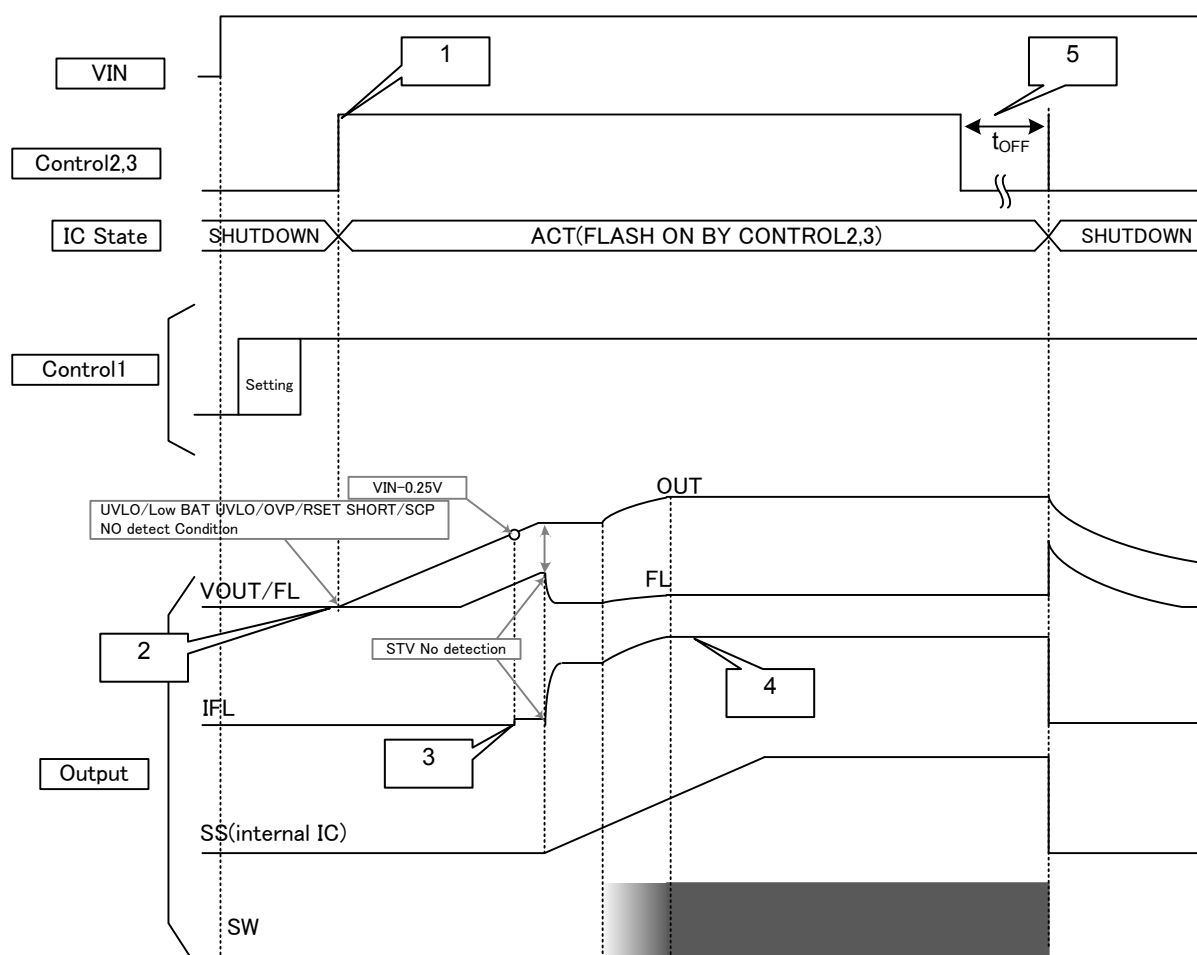 1
5
VIN
tOFF
Control2,3
IC State
SHUTDOWN
ACT(FLASH ON BY CONTROL2,3)
SHUTDOWN
Control1
Setting
VIN-0.25V
OUT
UVLO/Low BAT UVLO/OVP/RSET SHORT/SCP
NO detect Condition
VOUT/FL
FL
2
STV No detection
4
IFL
3
Output
SS(internal IC)
SW